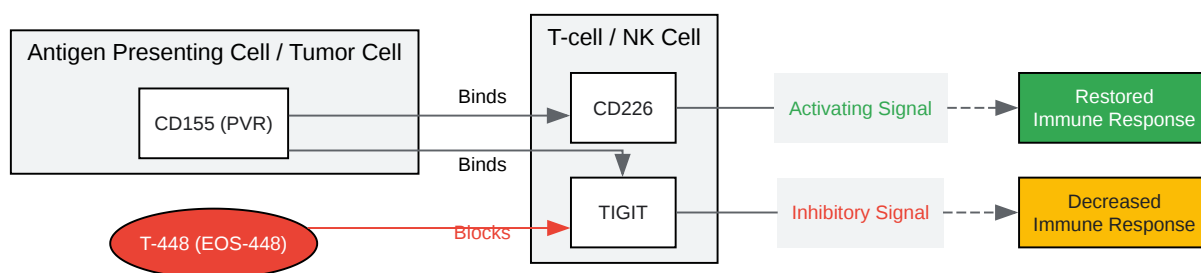 Antigen Presenting Cell / Tumor Cell
CD155 (PVR)
T-448 (EOS-448)
Binds
Binds
Blocks
T-cell / NK Cell
CD226
TIGIT
Activating Signal
Inhibitory Signal
Restored
Immune Response
Decreased
Immune Response